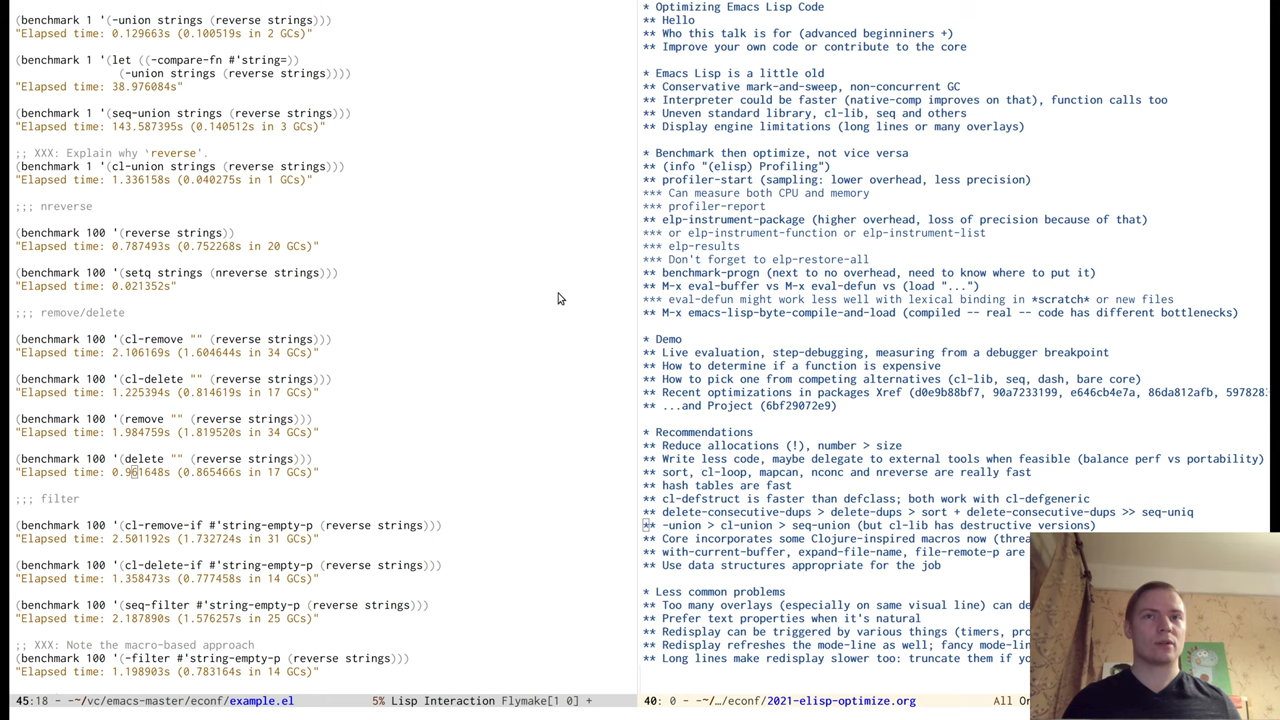 (benchmark 1 '(-union strings (reverse strings)))
"Elapsed time: 0.129663s (0.100519s in 2 GCs)"
(benchmark 1 '(let ((-compare-fn #'string=))
(-union strings (reverse strings))))
"Elapsed time: 38.976084s"
(benchmark 1 '(seq-union strings (reverse strings)))
"Elapsed time: 143.587395s (0.140512s in 3 GCs)"
;; XXX: Explain why `reverse'.
(benchmark 1 '(cl-union strings (reverse strings)))
"Elapsed time: 1.336158s (0.040275s in 1 GCs)"
;;; nreverse
(benchmark 100 '(reverse strings))
"Elapsed time: 0.787493s (0.752268s in 20 GCs)"
(benchmark 100 '(setq strings (nreverse strings)))
"Elapsed time: 0.021352s"
;;; remove/delete
(benchmark 100 '(cl-remove "" (reverse strings)))
"Elapsed time: 2.106169s (1.604644s in 34 GCs)"
(benchmark 100 '(cl-delete "" (reverse strings)))
"Elapsed time: 1.225394s (0.814619s in 17 GCs)"
(benchmark 100 '(remove "" (reverse strings)))
"Elapsed time: 1.984759s (1.819520s in 34 GCs)"
(benchmark 100 '(delete "" (reverse strings)))
"Elapsed time: 0.961648s (0.865466s in 17 GCs)"
;;; filter
(benchmark 100 '(cl-remove-if #'string-empty-p (reverse strings)))
"Elapsed time: 2.501192s (1.732724s in 31 GCs)"
(benchmark 100 '(cl-delete-if #'string-empty-p (reverse strings)))
"Elapsed time: 1.358473s (0.777458s in 14 GCs)"
(benchmark 100 '(seq-filter #'string-empty-p (reverse strings)))
"Elapsed time: 2.187890s (1.576257s in 25 GCs)"
;; XXX: Note the macro-based approach
(benchmark 100 '(-filter #'string-empty-p (reverse strings)))
"Elapsed time: 1.198903s (0.783164s in 14 GCs)"
45:18 - -~/vc/emacs-master/econf/example.el 5% Lisp Interaction Flymake[1 0] +
* Optimizing Emacs Lisp Code
** Hello
** Who this talk is for (advanced beginniners +)
** Improve your own code or contribute to the core
* Emacs Lisp is a little old
** Conservative mark-and-sweep, non-concurrent GC
** Interpreter could be faster (native-comp improves on that), function calls too
** Uneven standard library, cl-lib, seq and others
** Display engine limitations (long lines or many overlays)
* Benchmark then optimize, not vice versa
** (info "(elisp) Profiling")
** profiler-start (sampling: lower overhead, less precision)
*** Can measure both CPU and memory
*** profiler-report
** elp-instrument-package (higher overhead, loss of precision because of that)
*** or elp-instrument-function or elp-instrument-list
*** elp-results
*** Don't forget to elp-restore-all
** benchmark-progn (next to no overhead, need to know where to put it)
** M-x eval-buffer vs M-x eval-defun vs (load "...")
*** eval-defun might work less well with lexical binding in *scratch* or new files
** M-x emacs-lisp-byte-compile-and-load (compiled -- real -- code has different bottlenecks)
* Demo
** Live evaluation, step-debugging, measuring from a debugger breakpoint
** How to determine if a function is expensive
** How to pick one from competing alternatives (cl-lib, seq, dash, bare core)
** Recent optimizations in packages Xref (d0e9b88bf7, 90a7233199, e646cb4e7a, 86da812afb, 597828
** ...and Project (6bf29072e9)
* Recommendations
** Reduce allocations (!), number > size
** Write less code, maybe delegate to external tools when feasible (balance perf vs portability)
** sort, cl-loop, mapcan, nconc and nreverse are really fast
** hash tables are fast
** cl-defstruct is faster than defclass; both work with cl-defgeneric
** delete-consecutive-dups > delete-dups > sort + delete-consecutive-dups >> seq-uniq
** -union > cl-union > seq-union (but cl-lib has destructive versions)
** Core incorporates some Clojure-inspired macros now (threa
** with-current-buffer, expand-file-name, file-remote-p are
** Use data structures appropriate for the job
* Less common problems
** Too many overlays (especially on same visual line) can de
** Prefer text properties when it's natural
** Redisplay can be triggered by various things (timers, pro
** Redisplay refreshes the mode-line as well; fancy mode-lin
** Long lines make redisplay slower too: truncate them if yo
40: 0 - -~/…/econf/2021-elisp-optimize.org All Or